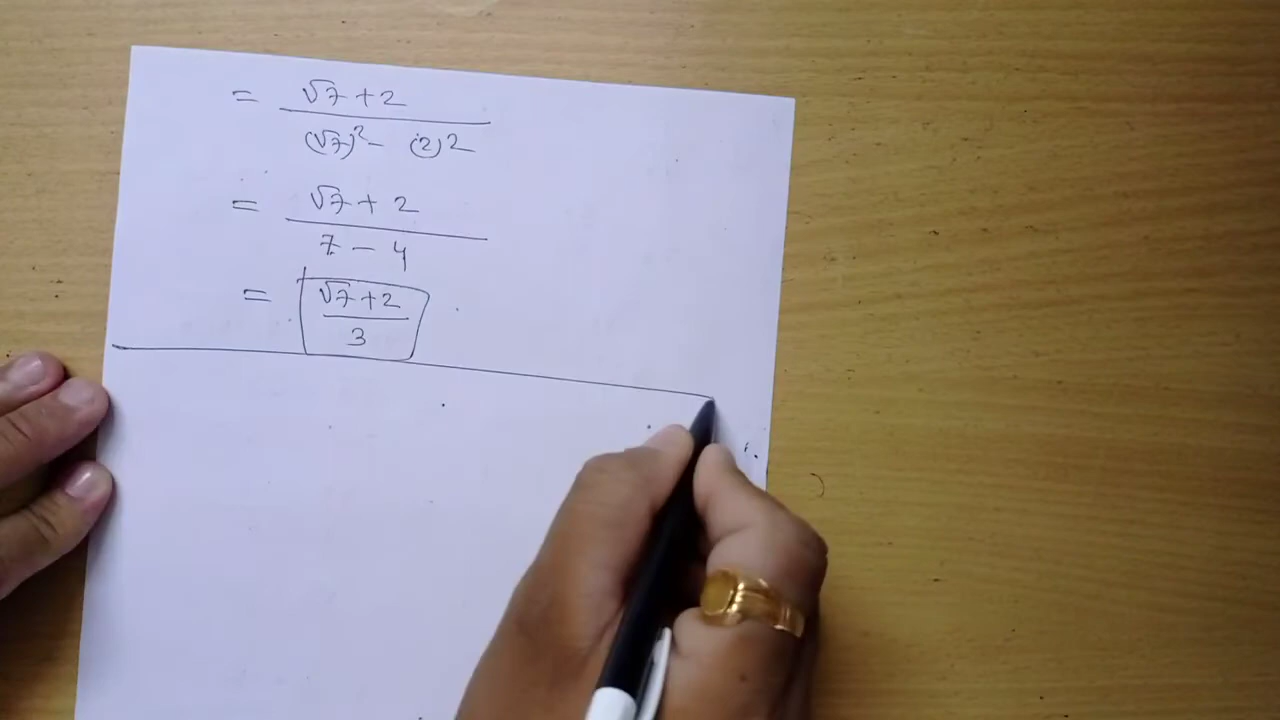 = √7 + 2
(√7)² - (2)²
= √7 + 2
7 - 4
= √7 + 2
3